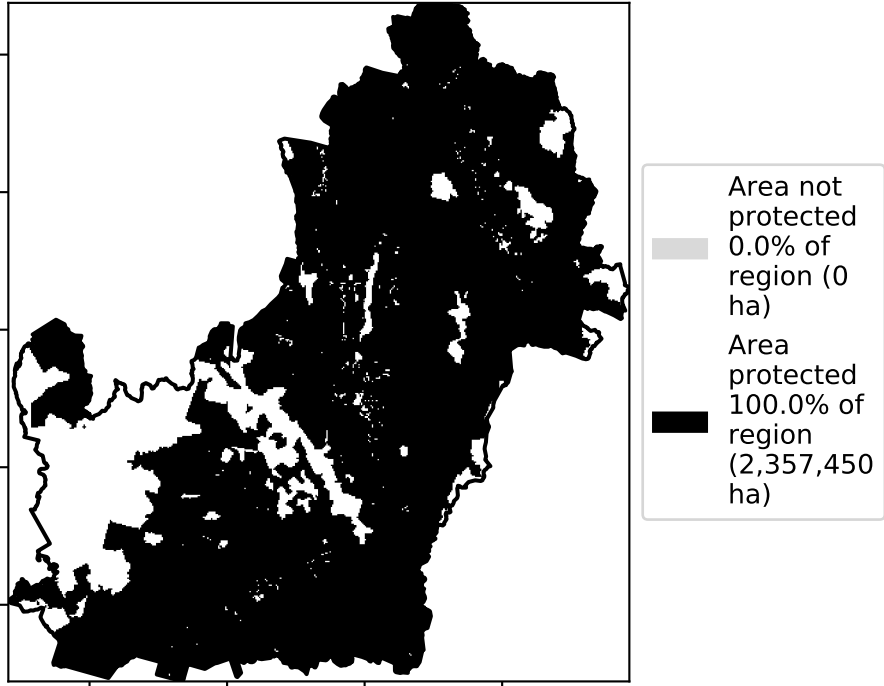 Area not
protected
0.0% of
region (0
ha)
Area
protected
100.0% of
region
(2,357,450
ha)